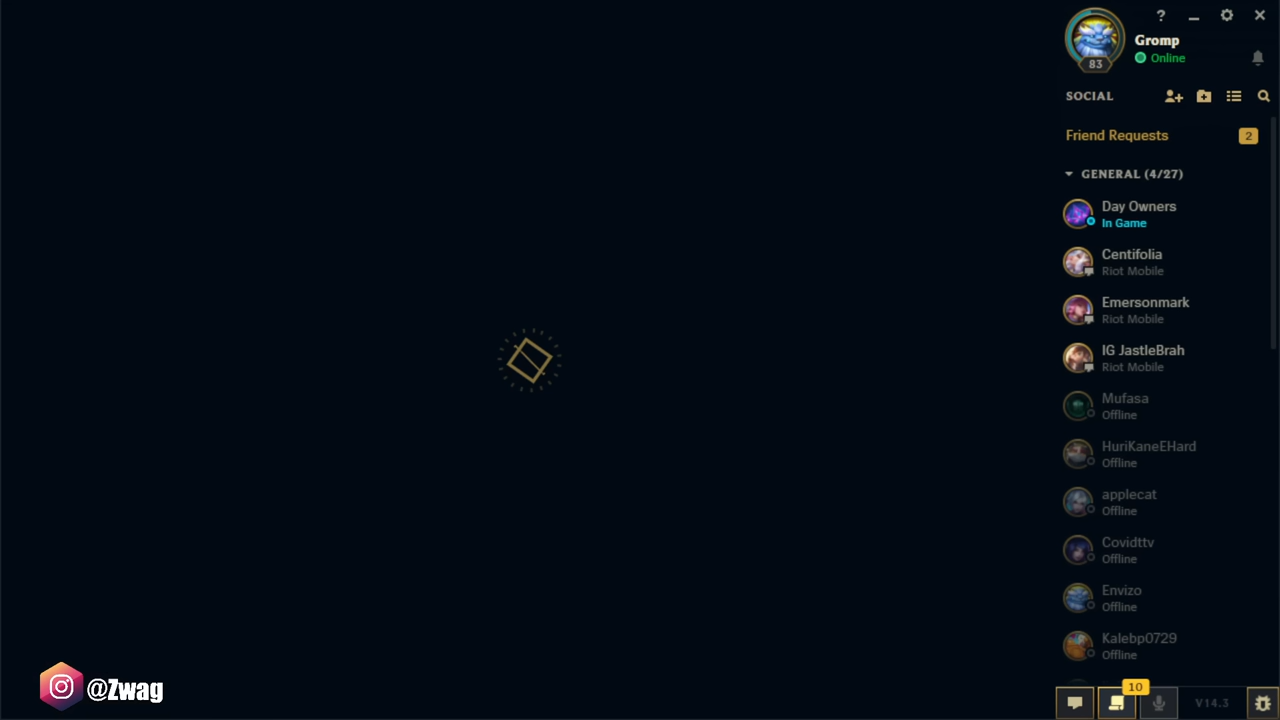 ?
Gromp
83
Online
SOCIAL
Friend Requests
2
GENERAL (4/27)
Day Owners
In Game
Centifolia
Riot Mobile
Emersonmark
Riot Mobile
IG JastleBrah
Riot Mobile
Mufasa
Offline
HuriKaneEHard
Offline
applecat
Offline
Covidttv
Offline
Envizo
Offline
Kalebp0729
Offline
@Zwag
10
V14.3